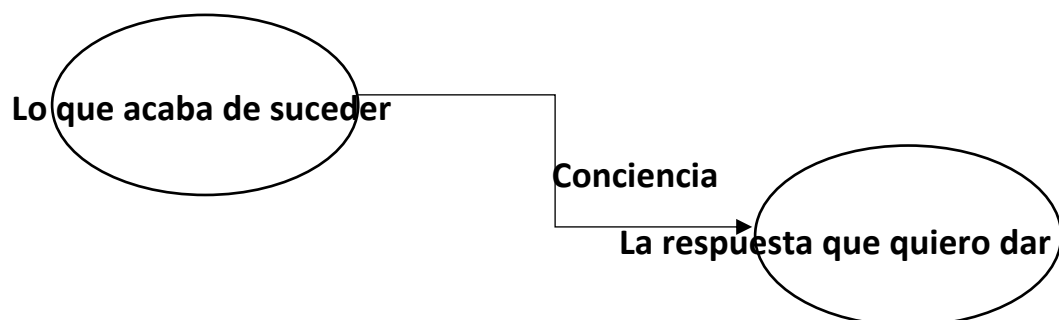 Lo que acaba de suceder
Conciencia
La respuesta que quiero dar